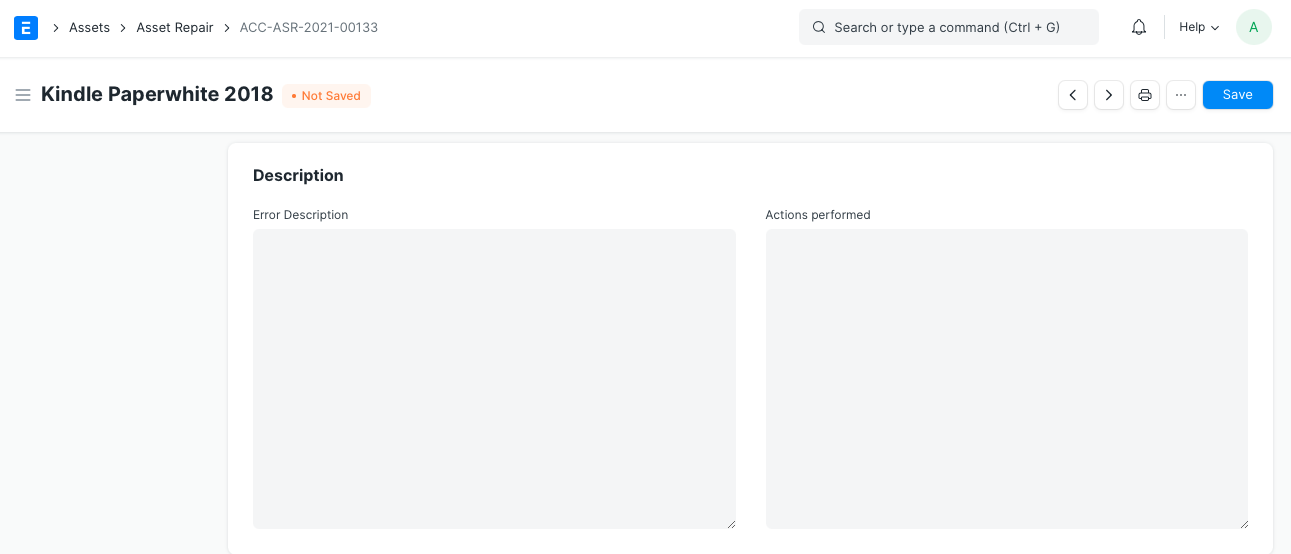 E Assets Asset Repair ACC-ASR-2021-00133 Search or type a command (Ctrl + G) Help A
Kindle Paperwhite 2018 • Not Saved ... Save
Description
Error Description Actions performed